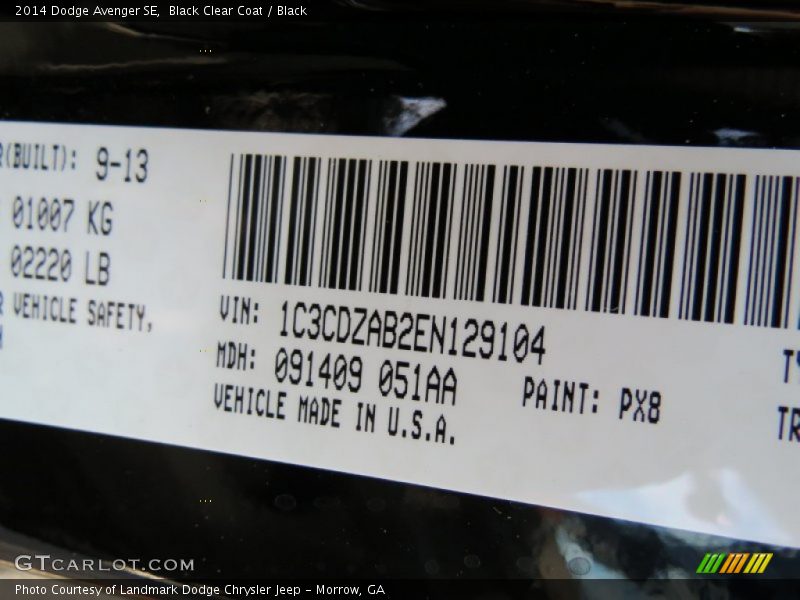 2014 Dodge Avenger SE,  Black Clear Coat / Black
(BUILT): 9-13
01007 KG
02220 LB
VEHICLE SAFETY,
VIN: 1C3CDZAB2EN129104
MDH: 091409 051AA
PAINT: PX8
VEHICLE MADE IN U.S.A.
TR
GTCARLOT.COM
Photo Courtesy of Landmark Dodge Chrysler Jeep – Morrow, GA